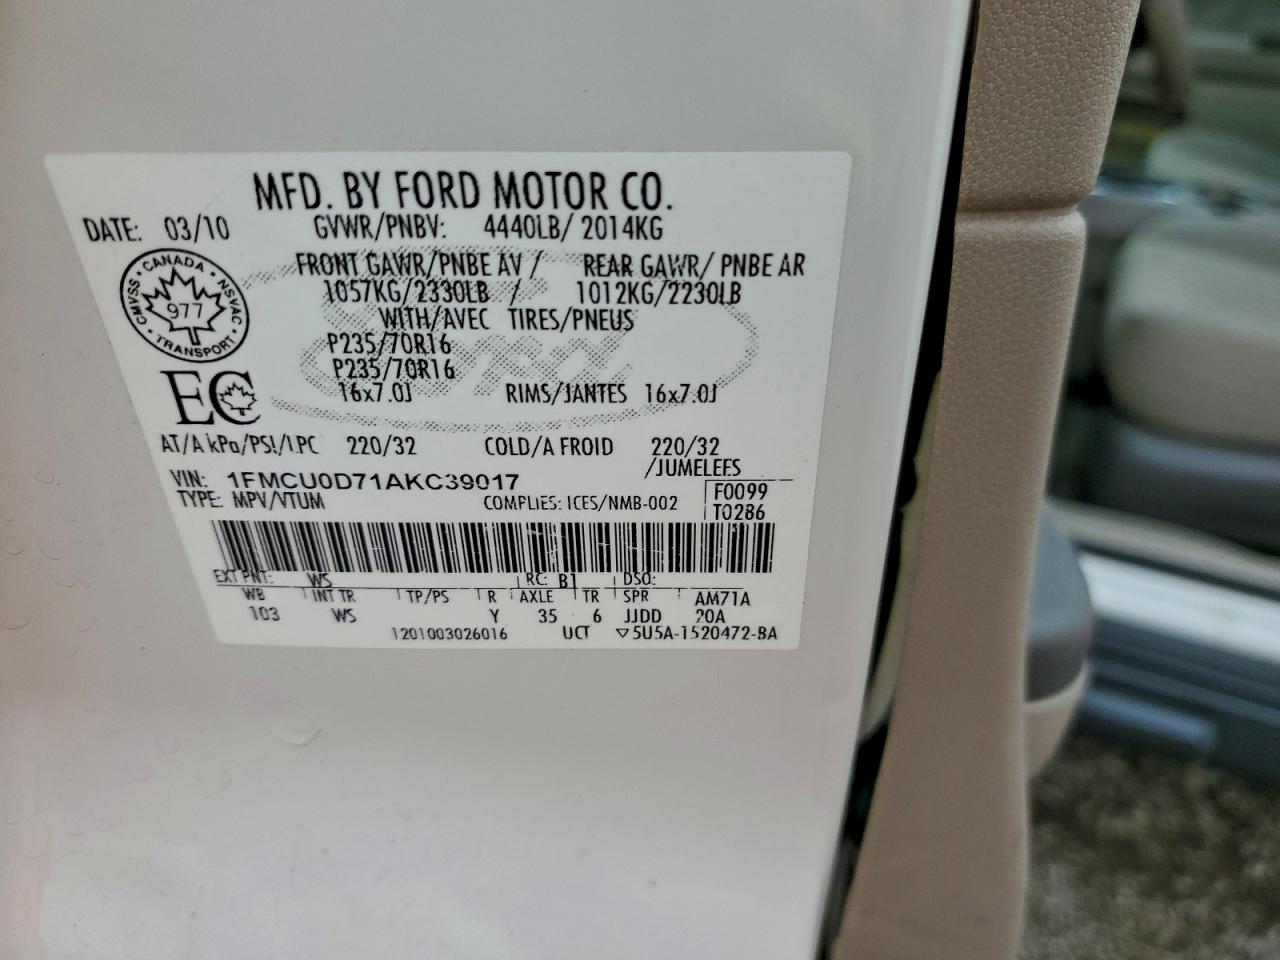 MFD. BY FORD MOTOR CO.
DATE: 03/10 GVWR/PNBV: 4440LB/ 2014KG
FRONT GAWR/PNBE AV / REAR GAWR/ PNBE AR
1057KG/2330LB / 1012KG/2230LB
WITH/AVEC TIRES/PNEUS
P235/70R16
P235/70R16
16x7.0J RIMS/JANTES 16x7.0J
CANADA • NSVAC • TRANSPORT • CMVSS •
977
EC
AT/A kPa/PSI/LPC 220/32 COLD/A FROID 220/32
/JUMELEES
VIN: 1FMCU0D71AKC39017
TYPE: MPV/VTUM COMPLIES: ICES/NMB-002
F0099
T0286
EXT PNT: WS RC: B1 DSO:
WB INT TR TP/PS R AXLE TR SPR AM71A
103 WS Y 35 6 JJDD 20A
1201003026016 UCT ▽5U5A-1520472-BA